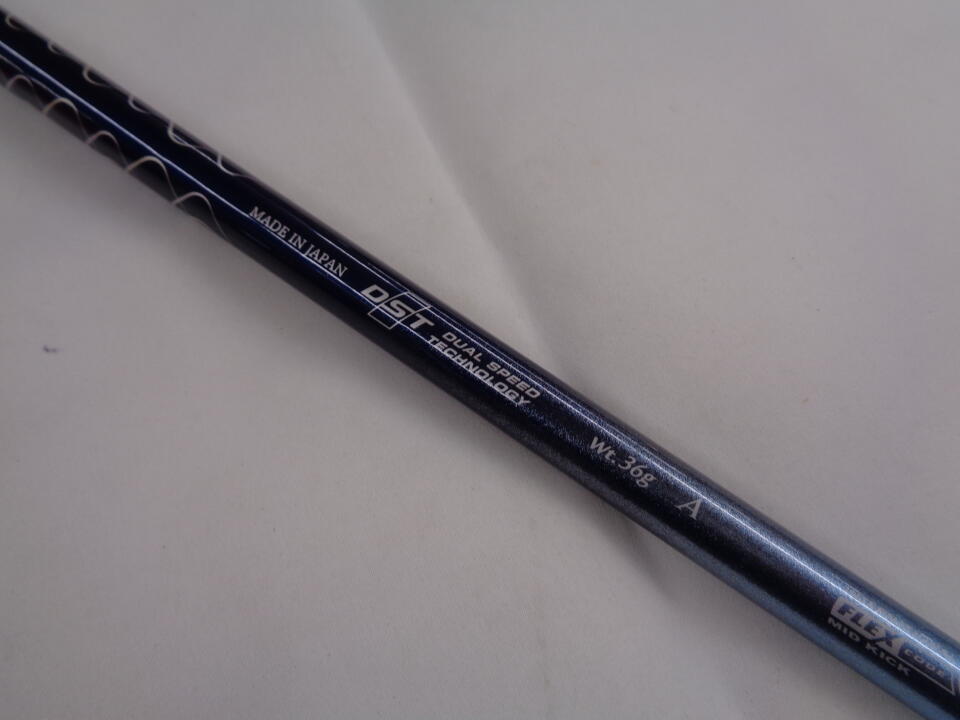 MADE IN JAPAN
DST
DUAL SPEED
TECHNOLOGY
Wt. 36g
A
FLEX CODE
MID KICK